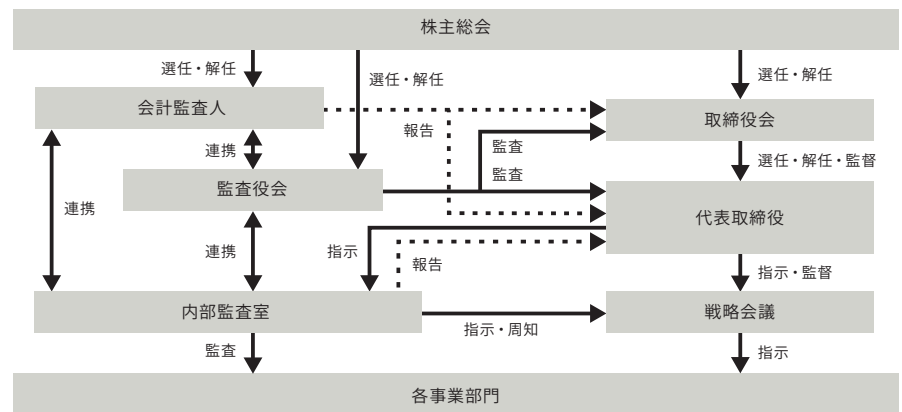 株主総会
選任・解任
選任・解任
選任・解任
会計監査人
取締役会
報告
連携
監査
選任・解任・監督
監査
監査役会
連携
代表取締役
連携
指示
報告
指示・監督
内部監査室
戦略会議
指示・周知
監査
指示
各事業部門